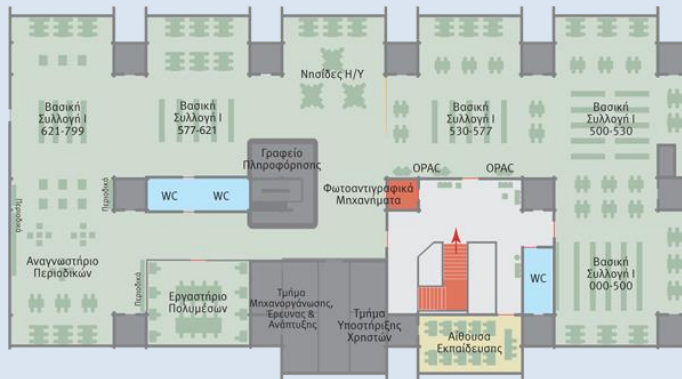 Νησίδες Η/Υ
Βασική
Συλλογή Ι
621-799
Βασική
Συλλογή Ι
577-621
Βασική
Συλλογή Ι
530-577
Βασική
Συλλογή Ι
500-530
Γραφείο
Πληροφόρησης
OPAC
OPAC
WC
WC
Φωτοαντιγραφικά
Μηχανήματα
Περιοδικά
Περιοδικά
Αναγνωστήριο
Περιοδικών
Περιοδικά
Εργαστήριο
Πολυμέσων
Τμήμα
Μηχανοργάνωσης,
Έρευνας &
Ανάπτυξης
Τμήμα
Υποστήριξης
Χρηστών
WC
Βασική
Συλλογή Ι
000-500
Αίθουσα
Εκπαίδευσης